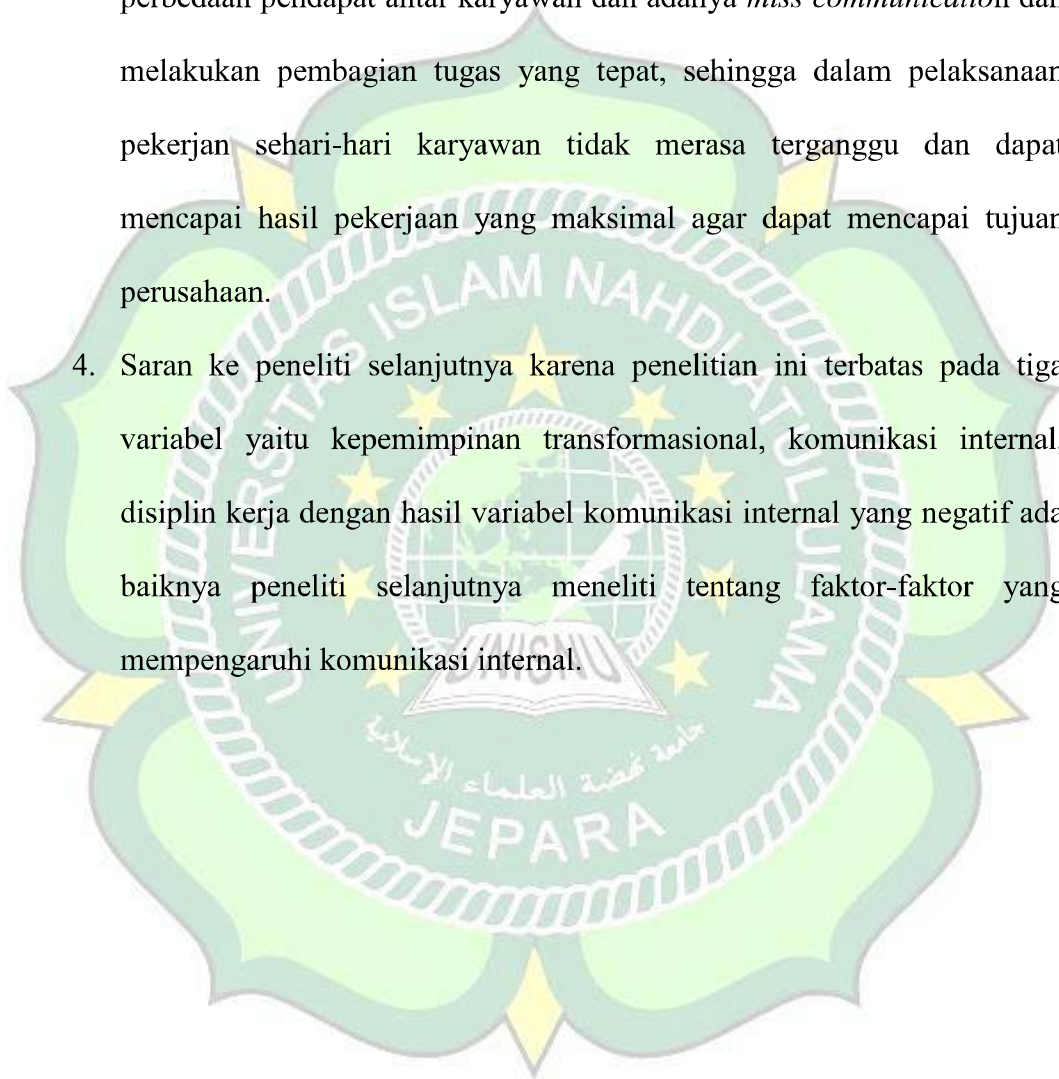 perbedaan pendapat antar karyawan dan adanya miss communication dan
melakukan pembagian tugas yang tepat, sehingga dalam pelaksanaan
pekerjan sehari-hari karyawan tidak merasa terganggu dan dapat
mencapai hasil pekerjaan yang maksimal agar dapat mencapai tujuan
perusahaan.
4. Saran ke peneliti selanjutnya karena penelitian ini terbatas pada tiga
variabel yaitu kepemimpinan transformasional, komunikasi internal,
disiplin kerja dengan hasil variabel komunikasi internal yang negatif ada
baiknya peneliti selanjutnya meneliti tentang faktor-faktor yang
mempengaruhi komunikasi internal.
UNIVERSITAS ISLAM NAHDLATUL ULAMA
UNISNU
جامعة نهضة العلماء الإسلامية
JEPARA